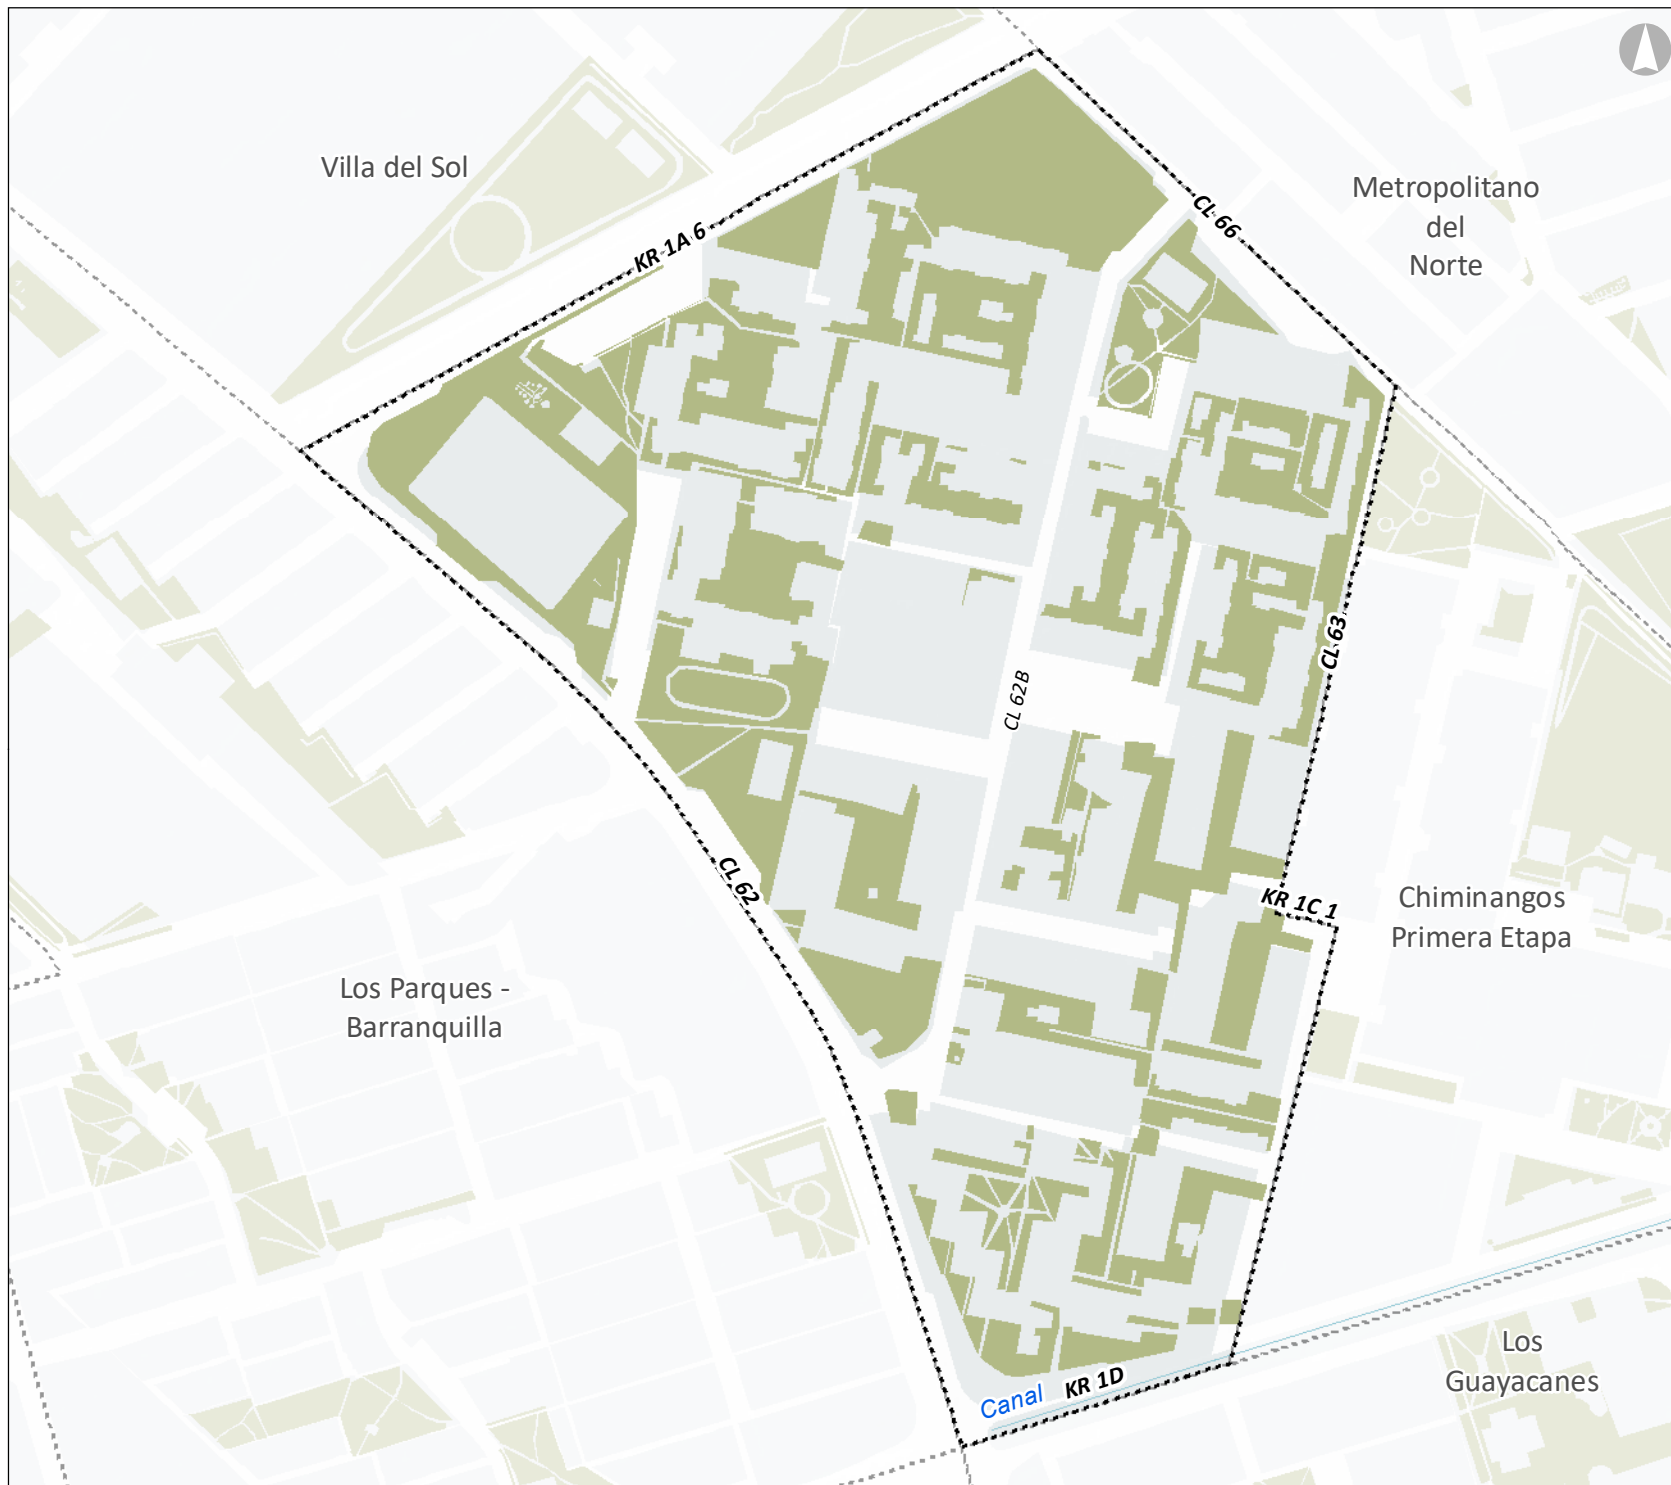 Villa del Sol
Metropolitano
del
Norte
KR 1A 6
CL 66
CL 63
CL 62B
CL 62
KR 1C 1
Chiminangos
Primera Etapa
Los Parques -
Barranquilla
Los
Guayacanes
Canal
KR 1D